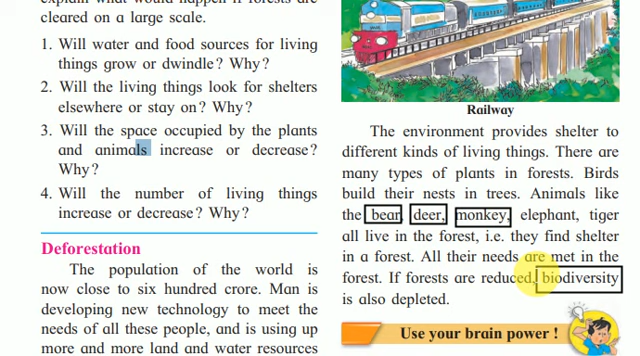 explain what would happen if forests are
cleared on a large scale.
1. Will water and food sources for living
things grow or dwindle? Why?
2. Will the living things look for shelters
elsewhere or stay on? Why?
3. Will the space occupied by the plants
and animals increase or decrease?
Why?
4. Will the number of living things
increase or decrease? Why?
Deforestation
The population of the world is
now close to six hundred crore. Man is
developing new technology to meet the
needs of all these people, and is using up
more and more land and water resources
Railway
The environment provides shelter to
different kinds of living things. There are
many types of plants in forests. Birds
build their nests in trees. Animals like
the bear, deer, monkey, elephant, tiger
all live in the forest, i.e. they find shelter
in a forest. All their needs are met in the
forest. If forests are reduced, biodiversity
is also depleted.
Use your brain power !